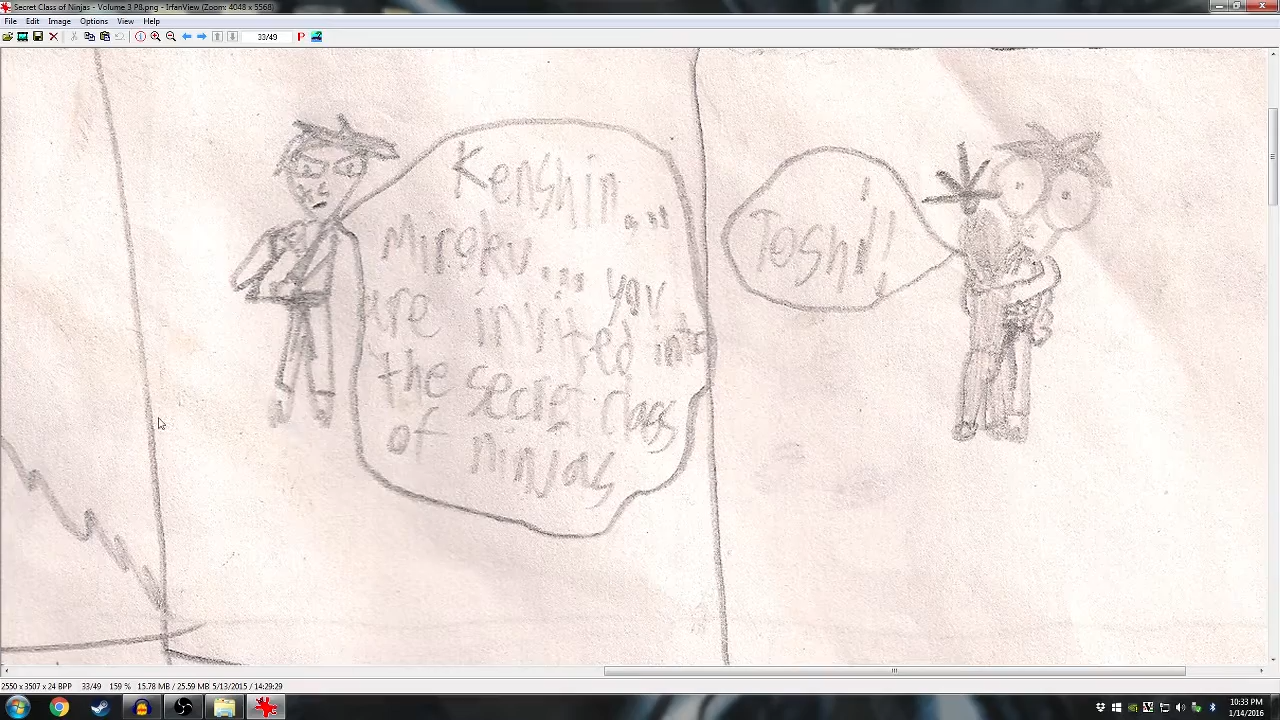 Secret Class of Ninjas - Volume 3 P8.png - IrfanView (Zoom: 4048 x 5568)
File Edit Image Options View Help
33/49
Kenshin...
Miroku... you
are invited into
the secret class
of ninjas
Toshi!!
2550 x 3507 x 24 BPP 33/49 159 % 15.78 MB / 25.59 MB 5/13/2015 / 14:29:29
10:33 PM
1/14/2016